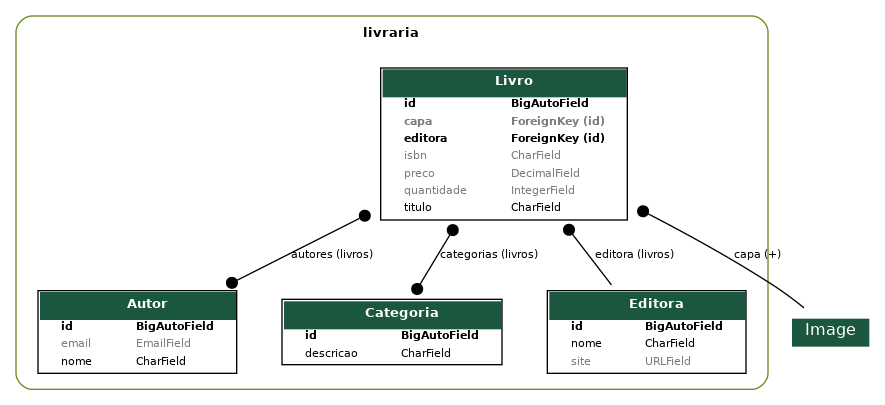 livraria
Livro
id BigAutoField
capa ForeignKey (id)
editora ForeignKey (id)
isbn CharField
preco DecimalField
quantidade IntegerField
titulo CharField
autores (livros)
categorias (livros)
editora (livros)
capa (+)
Autor
id BigAutoField
email EmailField
nome CharField
Categoria
id BigAutoField
descricao CharField
Editora
id BigAutoField
nome CharField
site URLField
Image